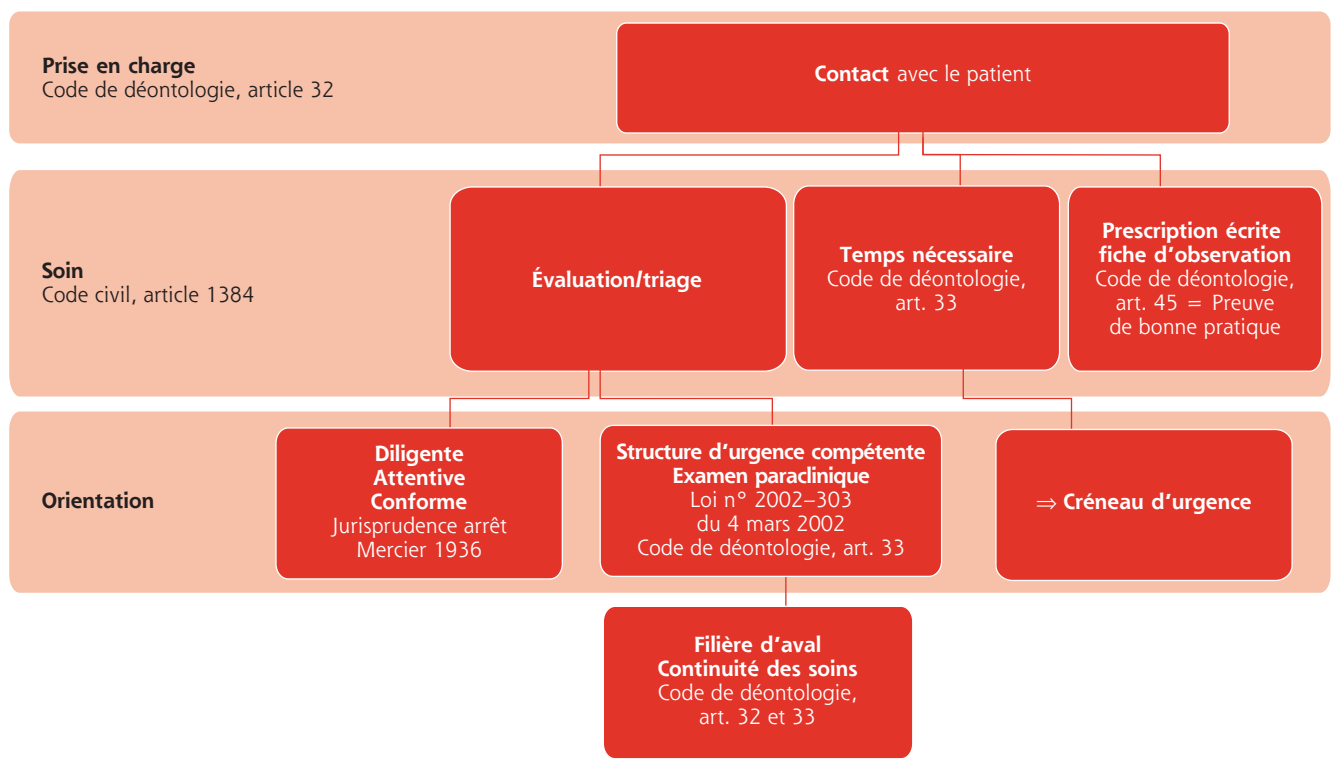 Prise en charge
Code de déontologie, article 32
Contact avec le patient
Soin
Code civil, article 1384
Évaluation/triage
Temps nécessaire
Code de déontologie,
art. 33
Prescription écrite
fiche d'observation
Code de déontologie,
art. 45 = Preuve
de bonne pratique
Orientation
Diligente
Attentive
Conforme
Jurisprudence arrêt
Mercier 1936
Structure d'urgence compétente
Examen paraclinique
Loi n° 2002–303
du 4 mars 2002
Code de déontologie, art. 33
⇒ Créneau d'urgence
Filière d'aval
Continuité des soins
Code de déontologie,
art. 32 et 33